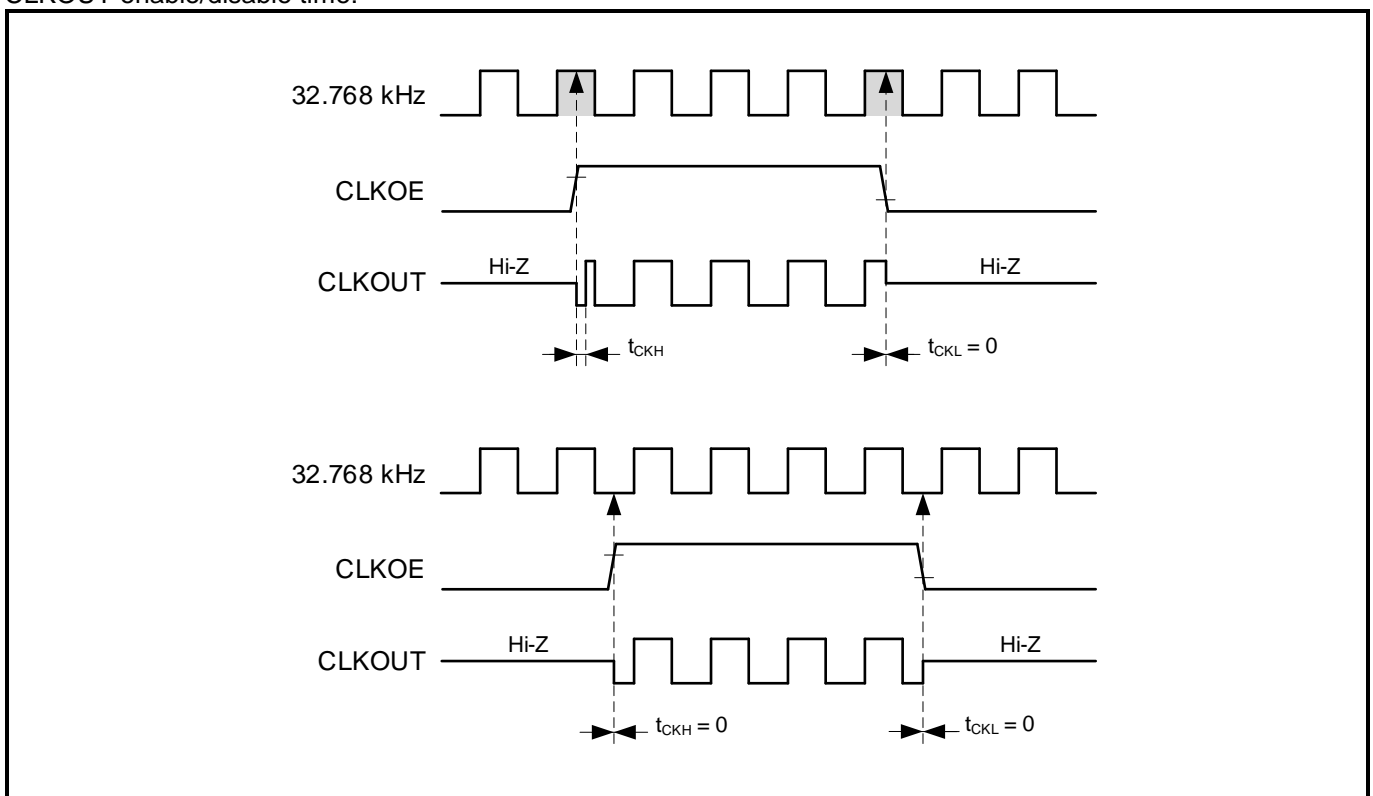 CLKOUT enable/disable time:
32.768 kHz
CLKOE
Hi-Z
Hi-Z
CLKOUT
tCKH
tCKL = 0
32.768 kHz
CLKOE
Hi-Z
Hi-Z
CLKOUT
tCKH = 0
tCKL = 0